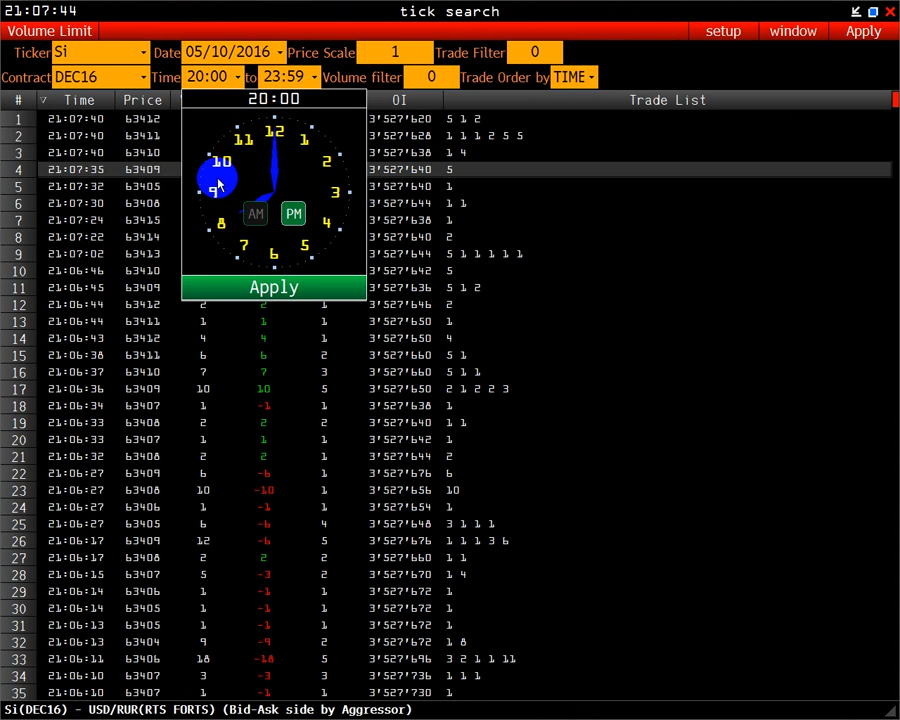 21:07:44 tick search
Volume Limit setup window Apply
Ticker Si Date 05/10/2016 Price Scale 1 Trade Filter 0
Contract DEC16 Time 20:00 to 23:59 Volume filter 0 Trade Order by TIME
# Time Price OI Trade List
20:00
12
11 1
10 2
9 3
8 4
7 5
6
AM PM
Apply
1 21:07:40 63412 3'527'620 5 1 2
2 21:07:40 63411 3'527'628 1 1 1 2 5 5
3 21:07:40 63410 3'527'638 1 4
4 21:07:35 63409 3'527'640 5
5 21:07:32 63405 3'527'640 1
6 21:07:30 63408 3'527'644 1 1
7 21:07:24 63415 3'527'638 1
8 21:07:22 63414 3'527'640 2
9 21:07:02 63413 3'527'644 5 1 1 1 1 1
10 21:06:46 63410 3'527'642 5
11 21:06:45 63409 3'527'636 5 1 2
12 21:06:44 63412 2 2 1 3'527'646 2
13 21:06:44 63411 1 1 1 3'527'650 1
14 21:06:43 63412 4 4 1 3'527'650 4
15 21:06:38 63411 6 6 2 3'527'660 5 1
16 21:06:37 63410 7 7 3 3'527'660 5 1 1
17 21:06:36 63409 10 10 5 3'527'650 2 1 2 2 3
18 21:06:34 63407 1 -1 1 3'527'638 1
19 21:06:33 63408 2 2 2 3'527'640 1 1
20 21:06:33 63407 1 1 1 3'527'642 1
21 21:06:32 63408 2 2 1 3'527'644 2
22 21:06:27 63409 6 -6 1 3'527'676 6
23 21:06:27 63408 10 -10 1 3'527'656 10
24 21:06:27 63406 1 -1 1 3'527'654 1
25 21:06:27 63405 6 -6 4 3'527'648 3 1 1 1
26 21:06:17 63409 12 -6 5 3'527'676 1 1 1 3 6
27 21:06:17 63408 2 2 2 3'527'660 1 1
28 21:06:15 63407 5 -3 2 3'527'670 1 4
29 21:06:14 63406 1 -1 1 3'527'672 1
30 21:06:14 63405 1 -1 1 3'527'672 1
31 21:06:13 63405 1 -1 1 3'527'672 1
32 21:06:13 63404 9 -9 2 3'527'672 1 8
33 21:06:11 63406 18 -18 5 3'527'696 3 2 1 1 11
34 21:06:10 63407 3 -3 3 3'527'736 1 1 1
35 21:06:10 63407 1 -1 1 3'527'730 1
Si(DEC16) - USD/RUR(RTS FORTS) (Bid-Ask side by Aggressor)